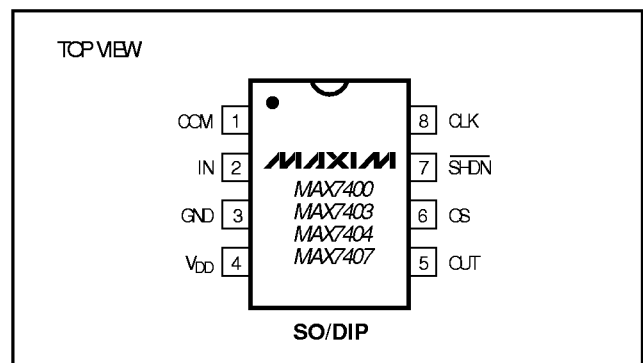 TOP VIEW
COM 1
8 CLK
IN 2
MAXIM
7 SHDN
MAX7400
GND 3
MAX7403
6 OS
MAX7404
VDD 4
MAX7407
5 OUT
SO/DIP